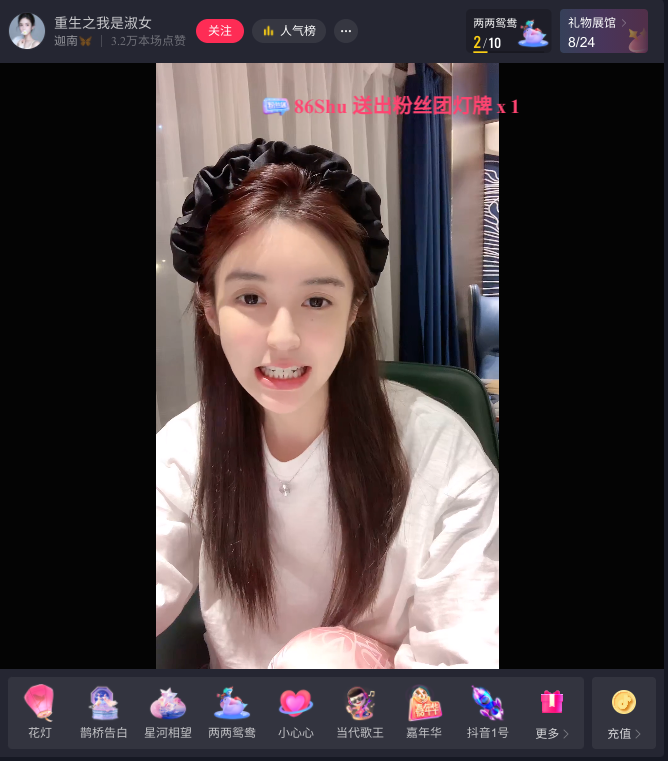 重生之我是淑女
迦南🦋 | 3.2万本场点赞
关注
人气榜
两两鸳鸯
2/10
礼物展馆
8/24
86Shu 送出粉丝团灯牌 x 1
花灯
鹊桥告白
星河相望
两两鸳鸯
小心心
当代歌王
嘉年华
抖音1号
更多
充值